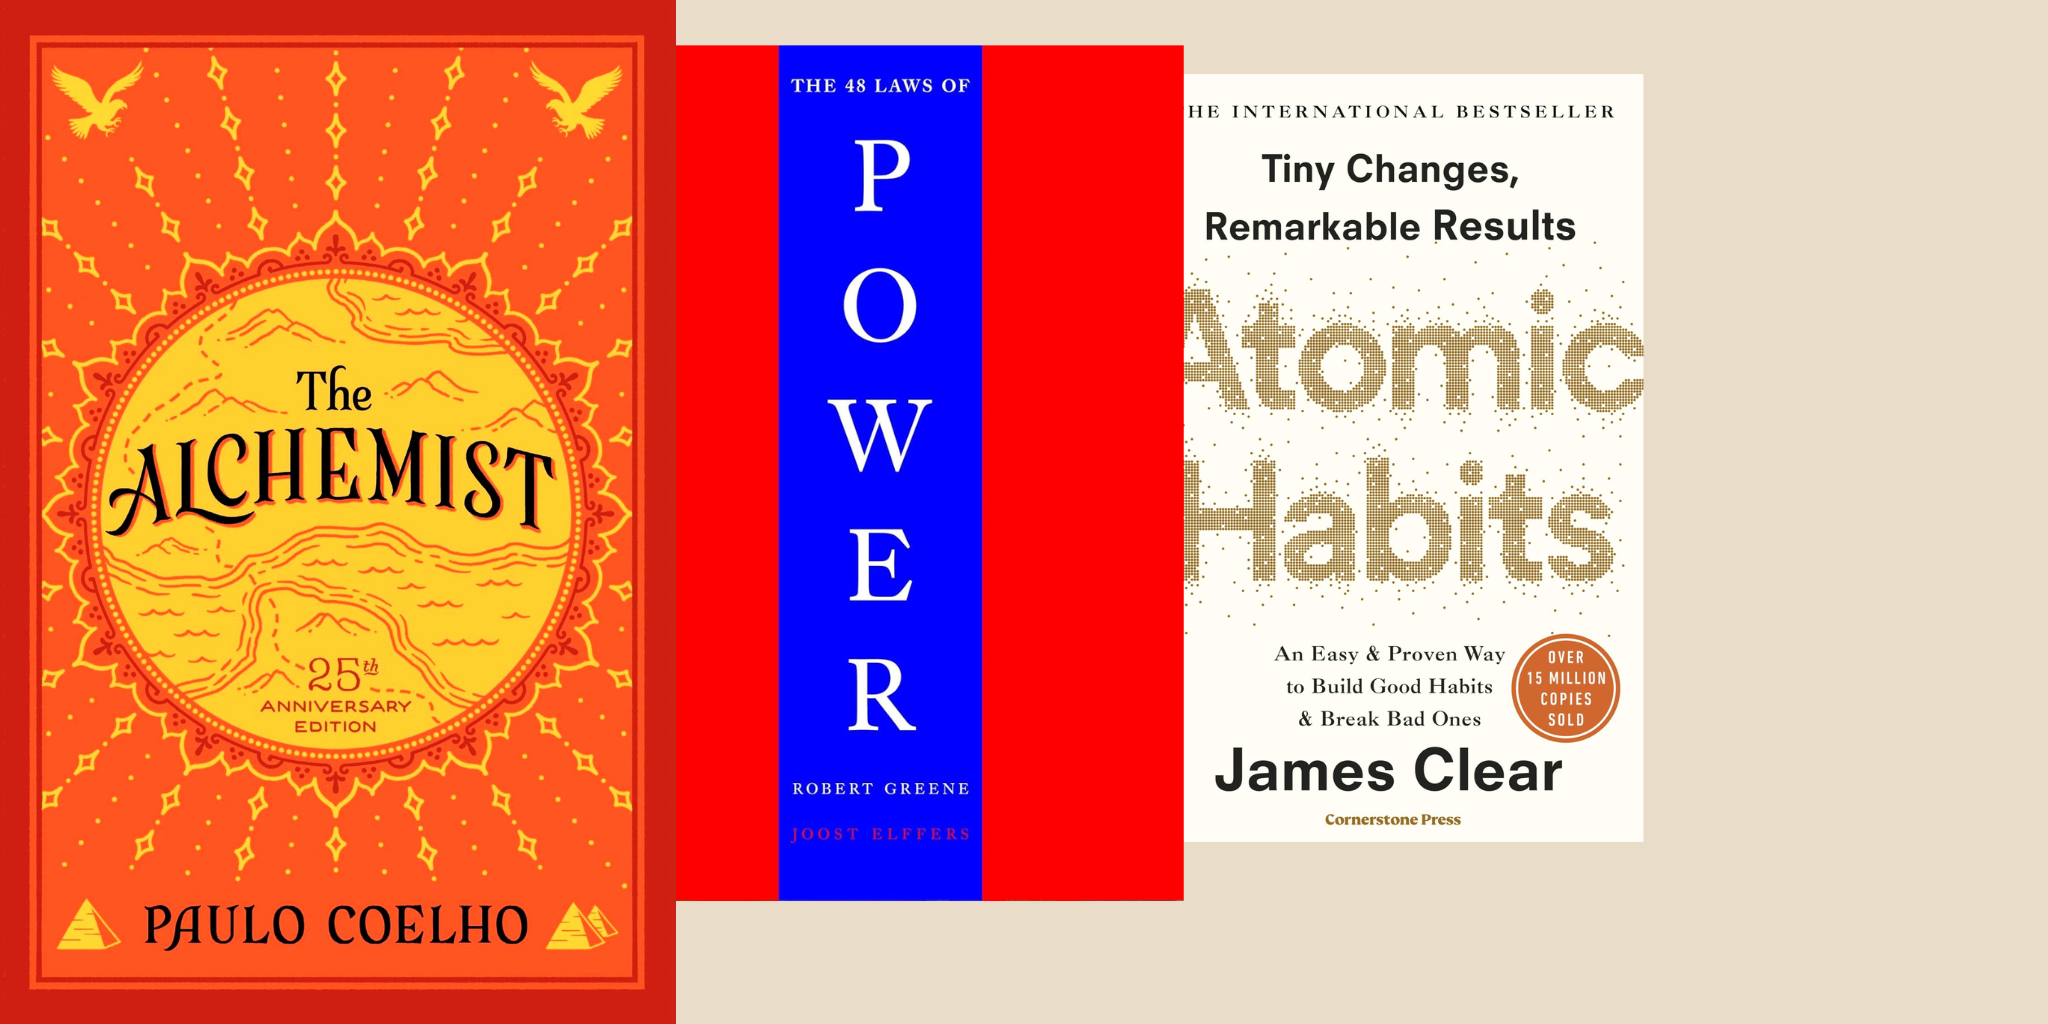 The
ALCHEMIST
25th
ANNIVERSARY
EDITION
PAULO COELHO
THE 48 LAWS OF
POWER
ROBERT GREENE
JOOST ELFFERS
HE INTERNATIONAL BESTSELLER
Tiny Changes,
Remarkable Results
Atomic
Habits
An Easy & Proven Way
to Build Good Habits
& Break Bad Ones
OVER
15 MILLION
COPIES
SOLD
James Clear
Cornerstone Press